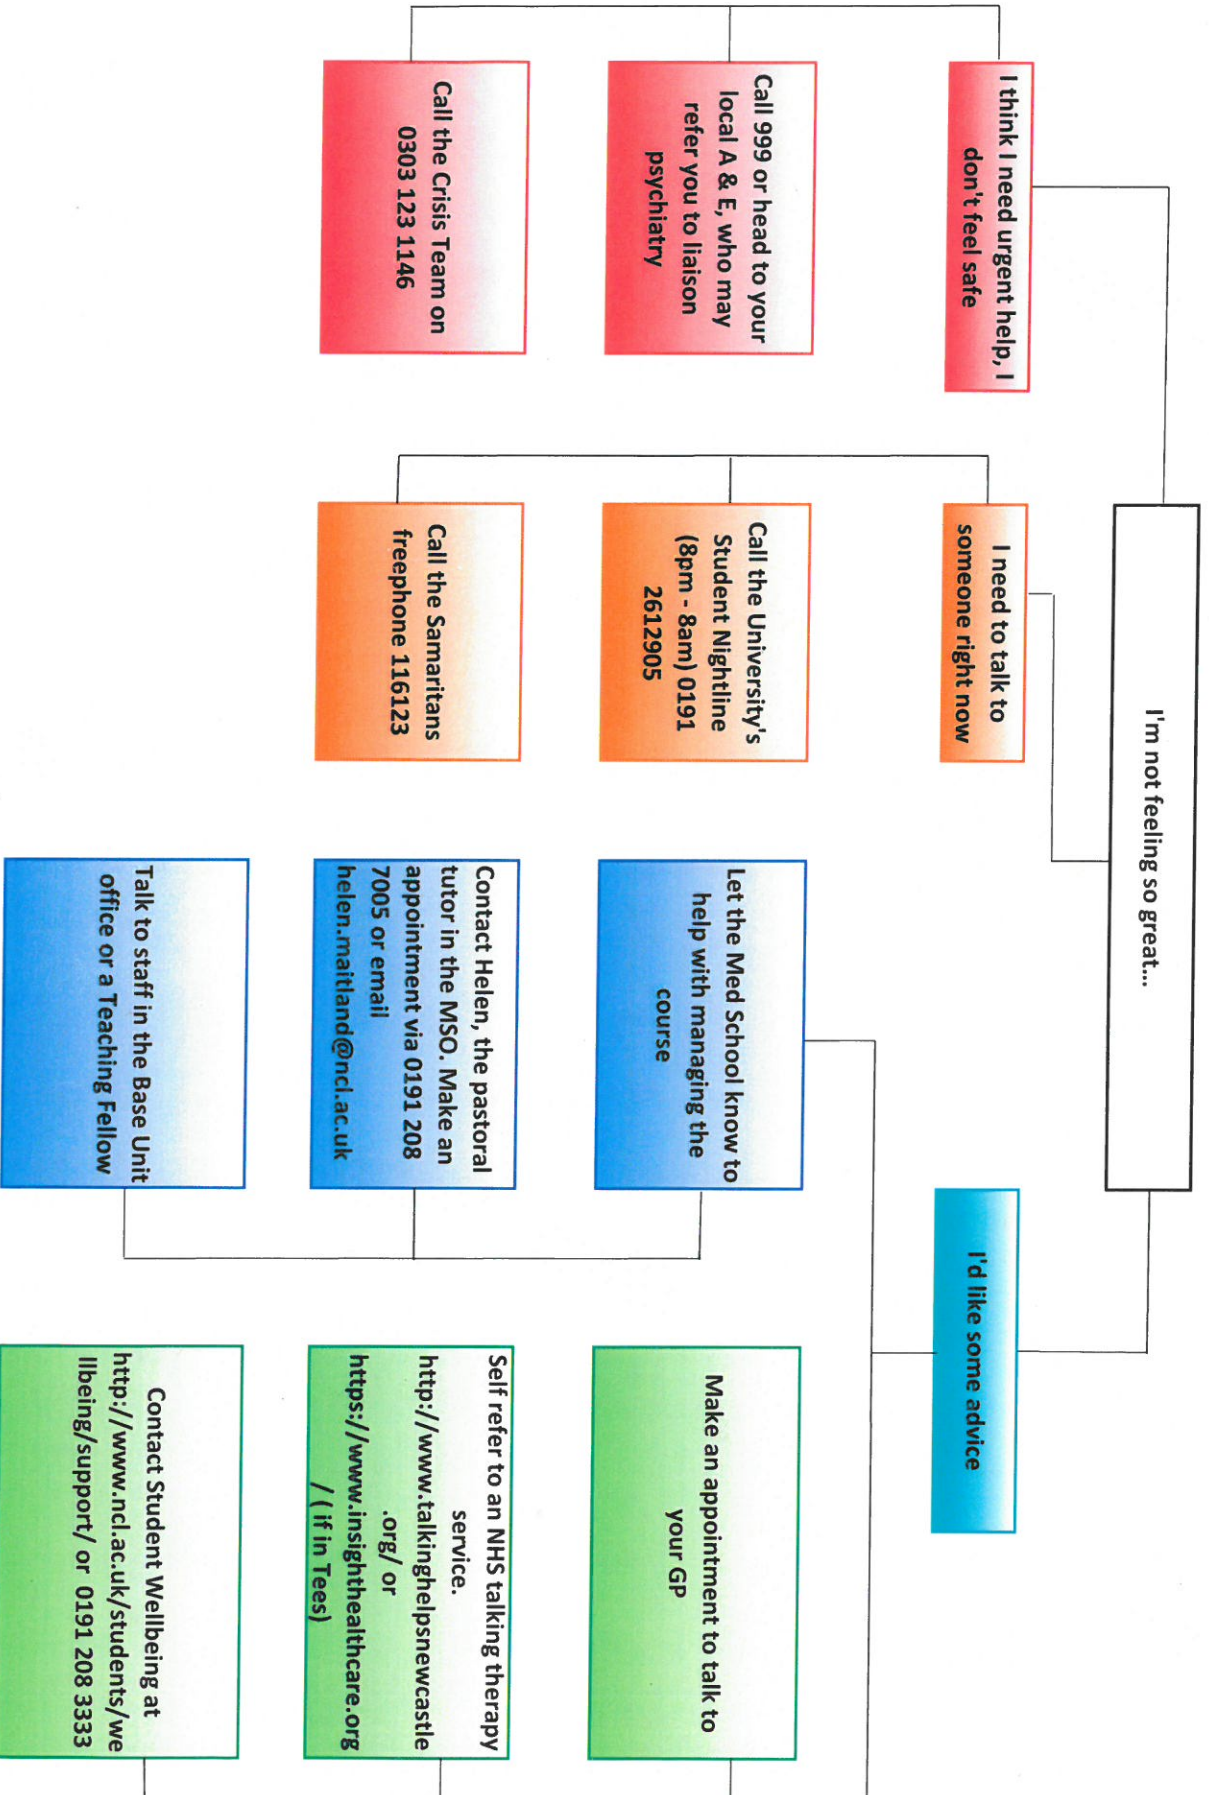 I'm not feeling so great...
I think I need urgent help, I
don't feel safe
Call 999 or head to your
local A & E, who may
refer you to liaison
psychiatry
Call the Crisis Team on
0303 123 1146
I need to talk to
someone right now
Call the University's
Student Nightline
(8pm - 8am) 0191
2612905
Call the Samaritans
freephone 116123
I'd like some advice
Let the Med School know to
help with managing the
course
Contact Helen, the pastoral
tutor in the MSO. Make an
appointment via 0191 208
7005 or email
helen.maitland@ncl.ac.uk
Talk to staff in the Base Unit
office or a Teaching Fellow
Make an appointment to talk to
your GP
Self refer to an NHS talking therapy
service.
http://www.talkinghelpsnewcastle
.org/ or
https://www.insighthealthcare.org
/ ( if in Tees)
Contact Student Wellbeing at
http://www.ncl.ac.uk/students/we
llbeing/support/ or 0191 208 3333